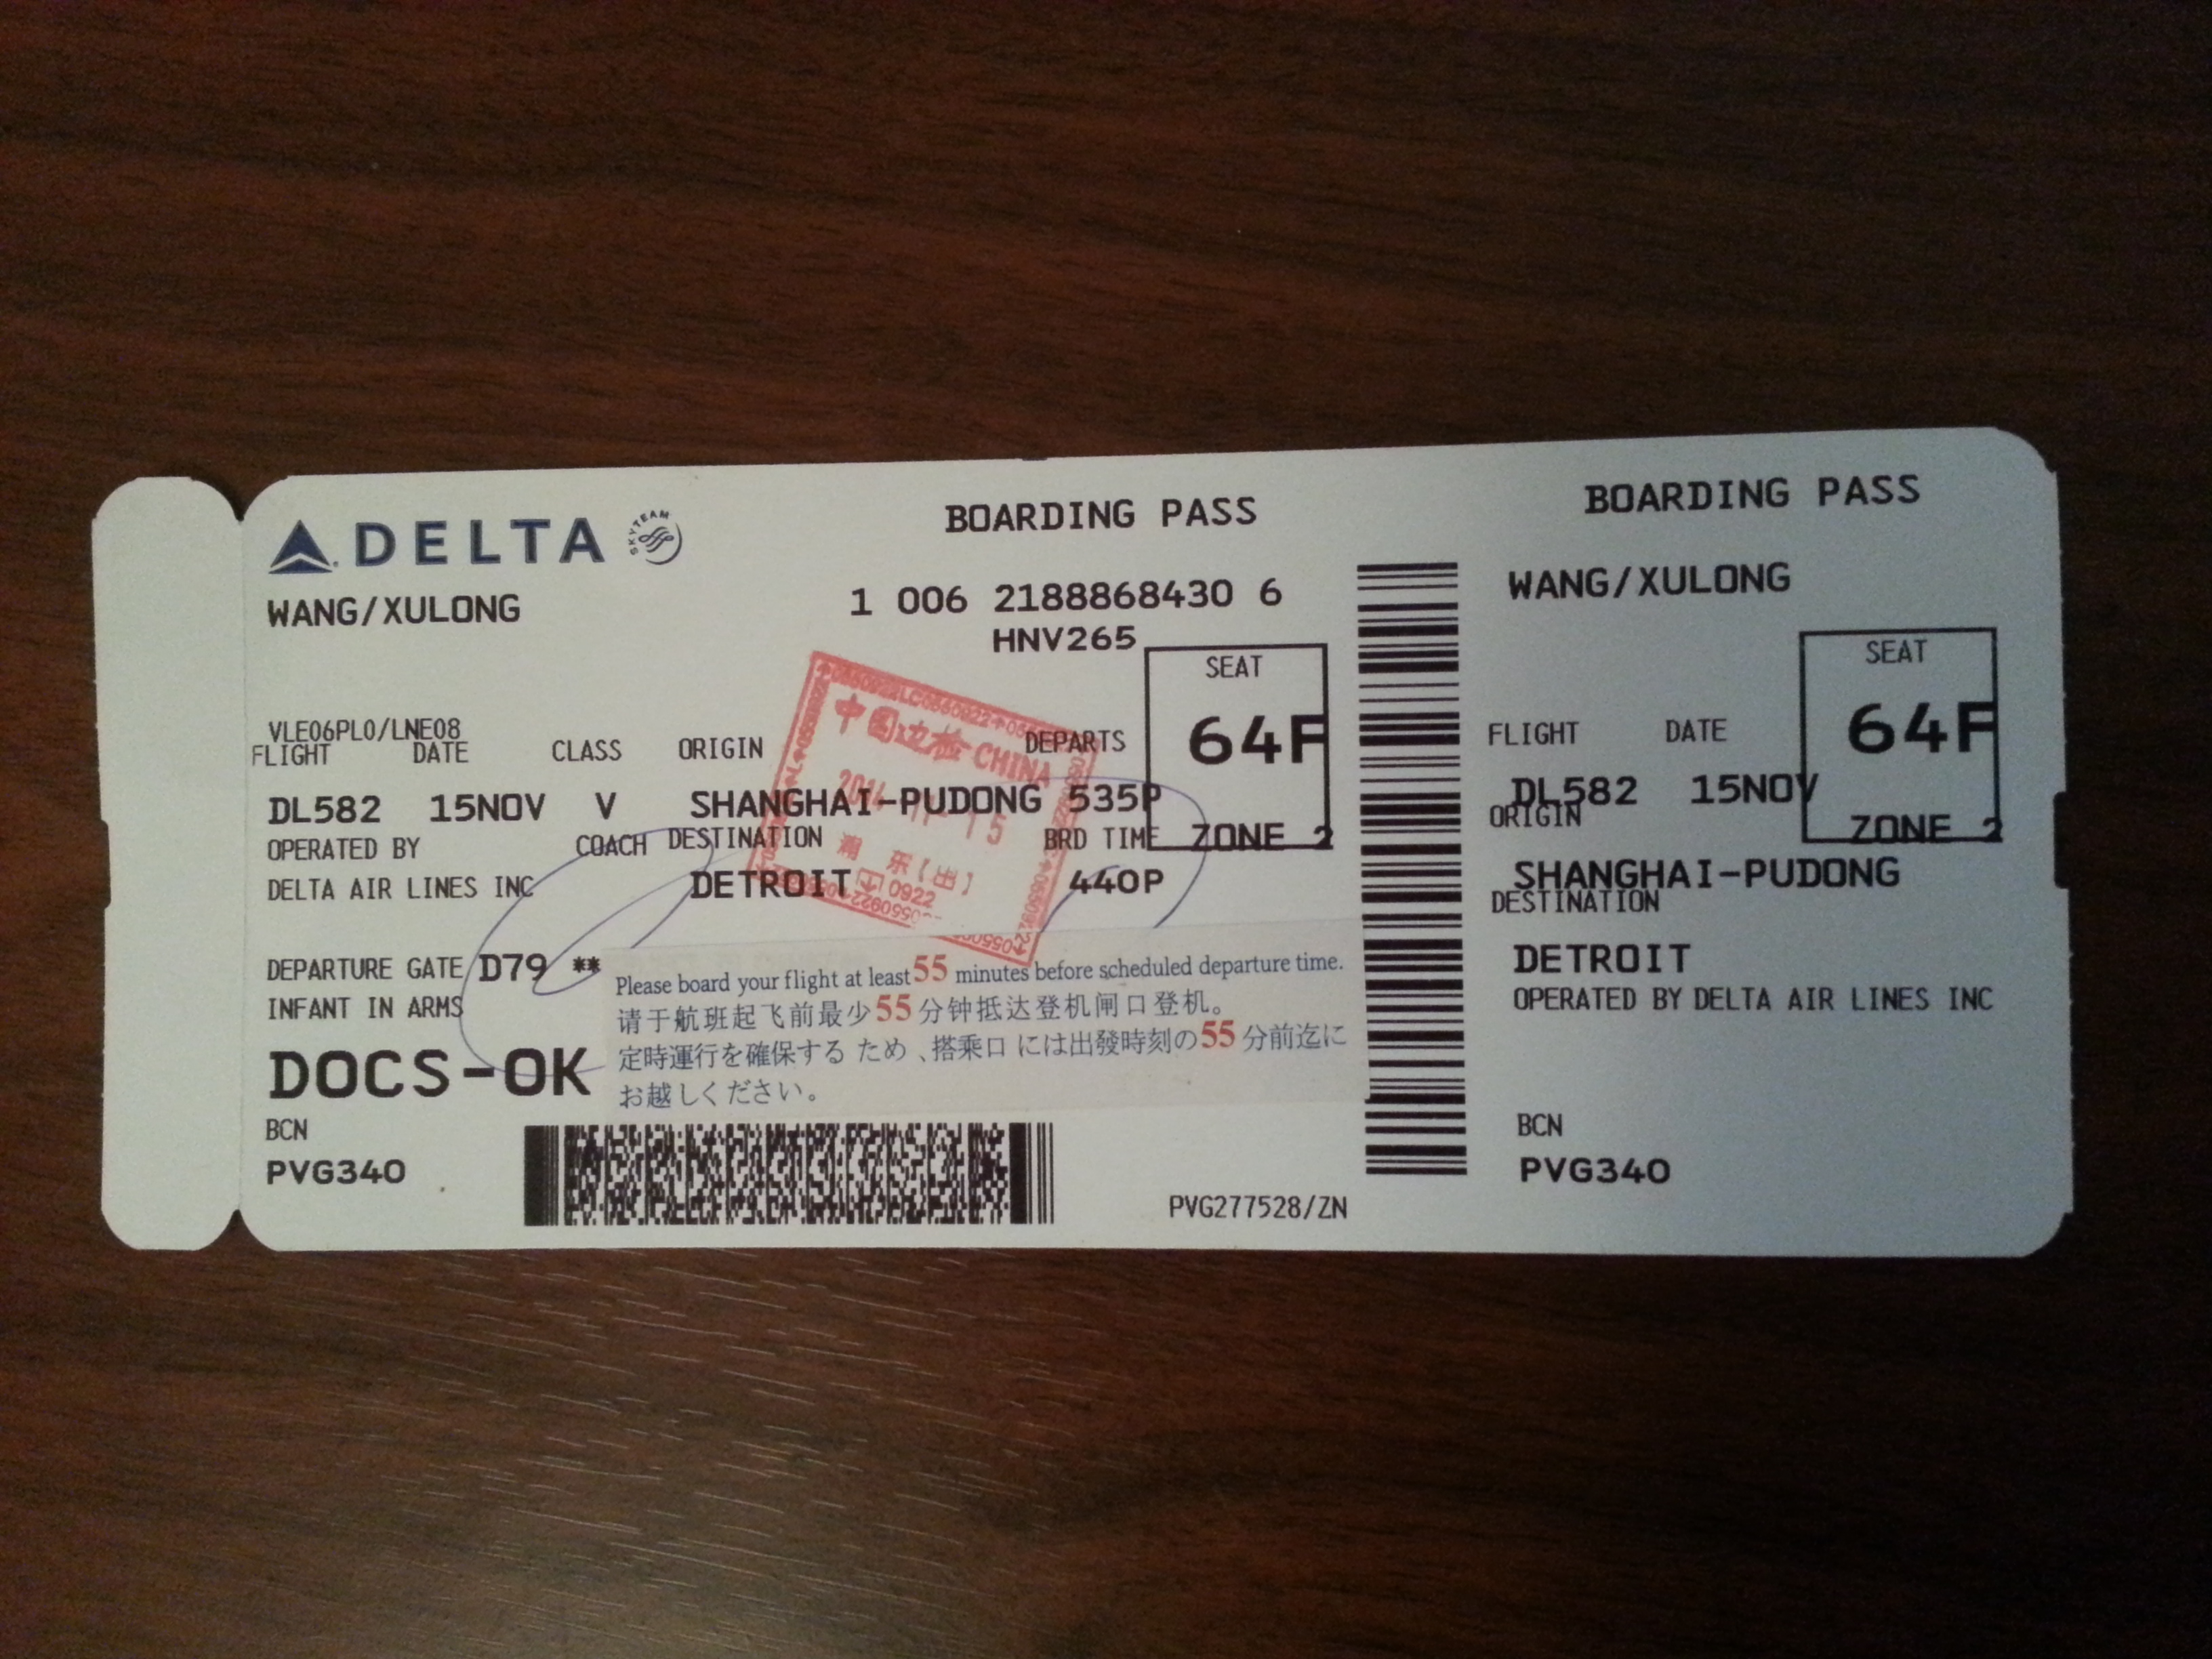 BOARDING PASS
DELTA SKYTEAM
WANG/XULONG
1 006 2188868430 6
HNV265
SEAT
64F
ZONE 2
VLE06PL0/LNE08
FLIGHT DATE CLASS ORIGIN DEPARTS
DL582 15NOV V SHANGHAI-PUDONG 535P
OPERATED BY COACH DESTINATION BRD TIME
DELTA AIR LINES INC DETROIT 440P
中国边检 CHINA
2014 11 15
【出】
0922
DEPARTURE GATE D79 **
INFANT IN ARMS
DOCS-OK
Please board your flight at least 55 minutes before scheduled departure time.
请于航班起飞前最少55分钟抵达登机闸口登机。
定時運行を確保する ため、搭乗口 には出發時刻の55分前迄に
お越しください。
BCN
PVG340
PVG277528/ZN
BOARDING PASS
WANG/XULONG
SEAT
64F
ZONE 2
FLIGHT DATE
DL582 15NOV
ORIGIN
SHANGHAI-PUDONG
DESTINATION
DETROIT
OPERATED BY DELTA AIR LINES INC
BCN
PVG340